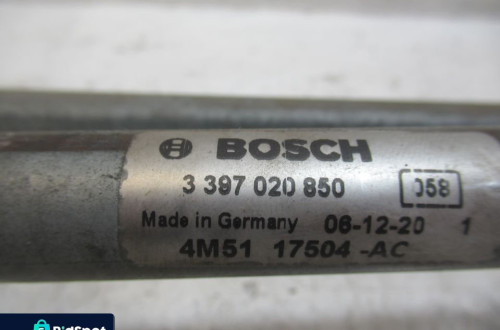 BOSCH
3 397 020 850 058
Made in Germany 06-12-20 1
4M51 17504-AC